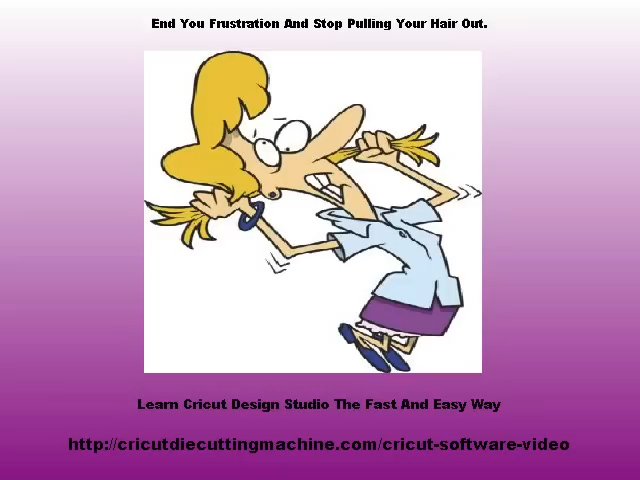 End You Frustration And Stop Pulling Your Hair Out.
Learn Cricut Design Studio The Fast And Easy Way
http://cricutdiecuttingmachine.com/cricut-software-video